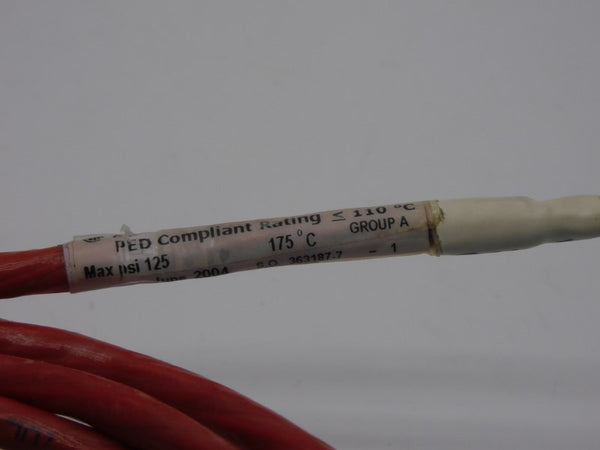 PED Compliant Rating ≤ 110 °C
Max psi 125 175°C GROUP A
June 2004 S.O. 363187-7 - 1